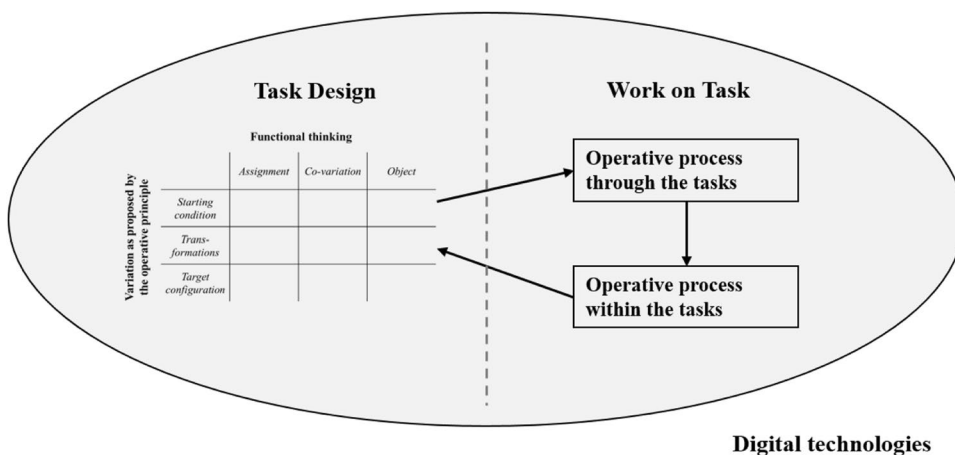 Task Design
Functional thinking
Variation as proposed by
the operative principle
Assignment Co-variation Object
Starting
condition
Trans-
formations
Target
configuration
Work on Task
Operative process
through the tasks
Operative process
within the tasks
Digital technologies